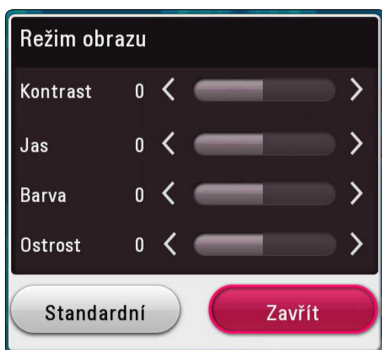 Režim obrazu
Kontrast 0
Jas 0
Barva 0
Ostrost 0
Standardní Zavřít